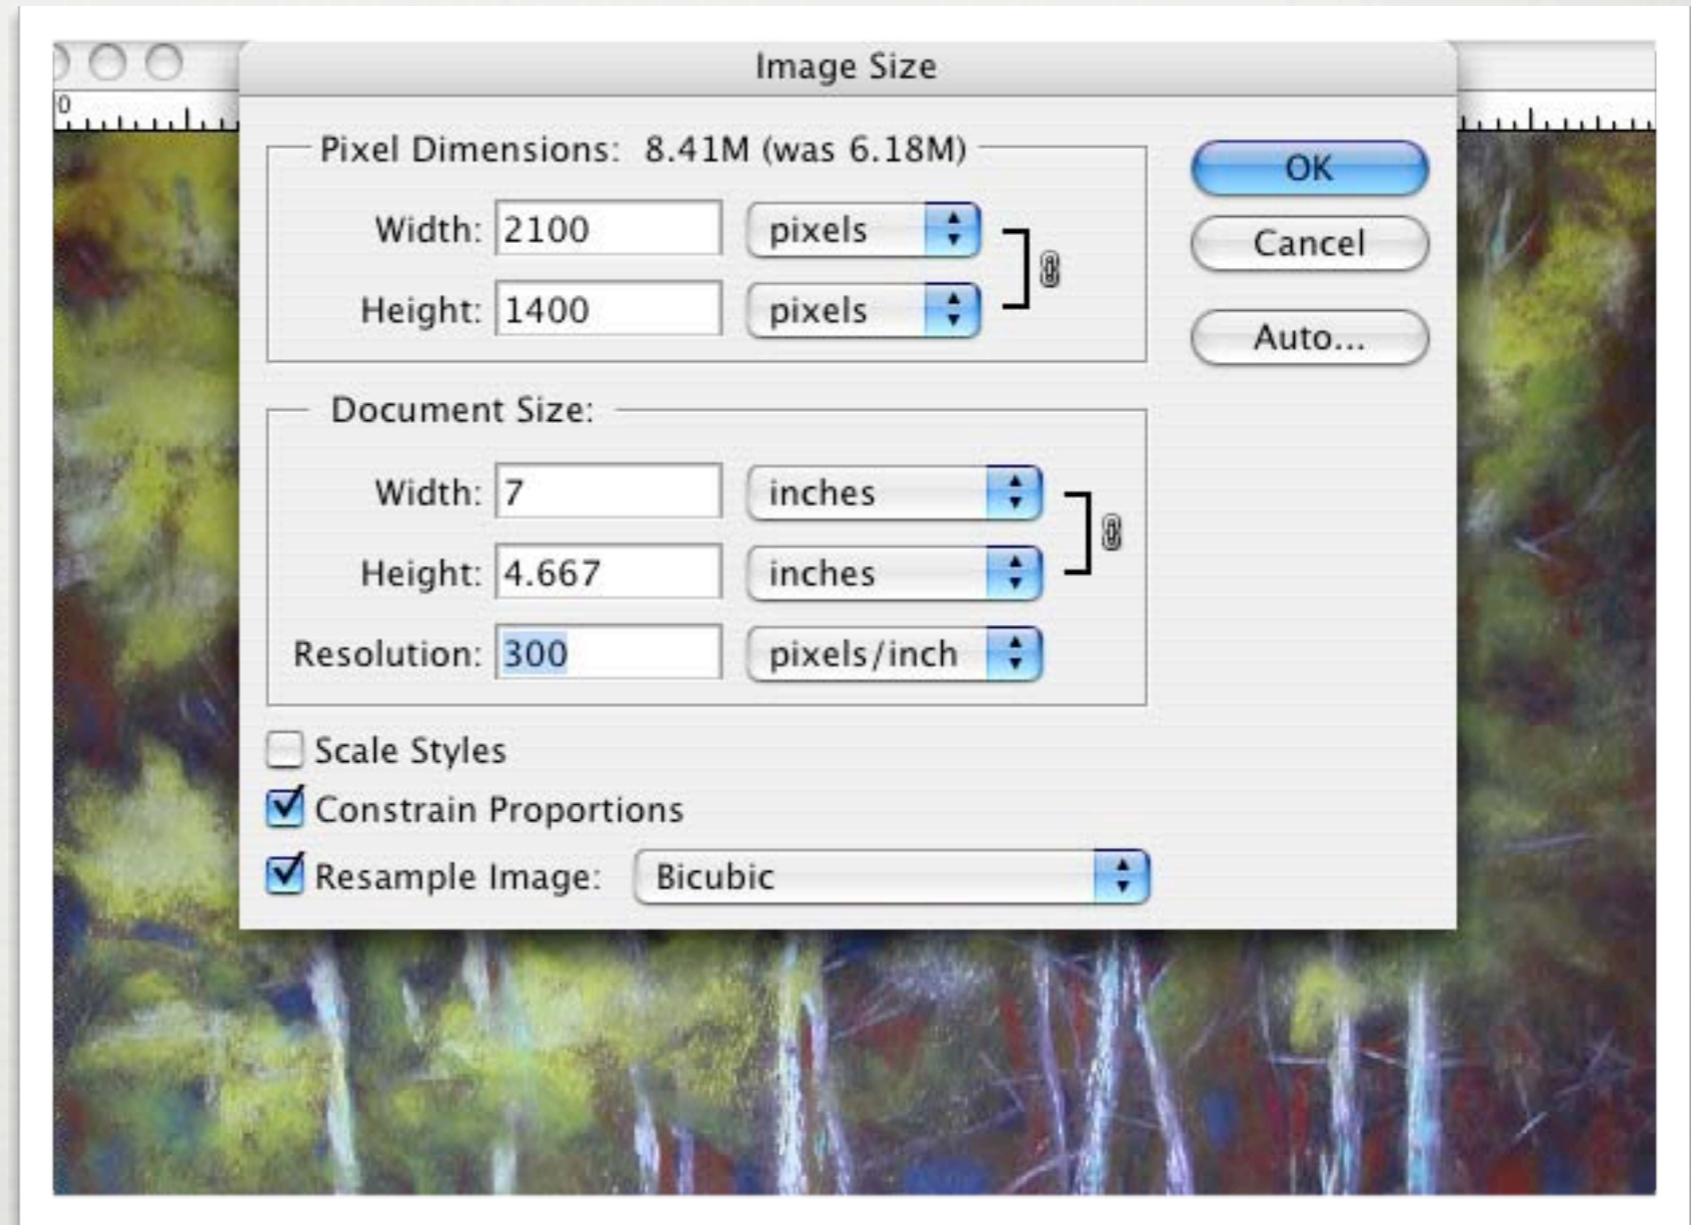 Image Size
0
Pixel Dimensions: 8.41M (was 6.18M)
OK
Width: 2100 pixels
Cancel
Height: 1400 pixels
Auto...
Document Size:
Width: 7 inches
Height: 4.667 inches
Resolution: 300 pixels/inch
Scale Styles
Constrain Proportions
Resample Image: Bicubic